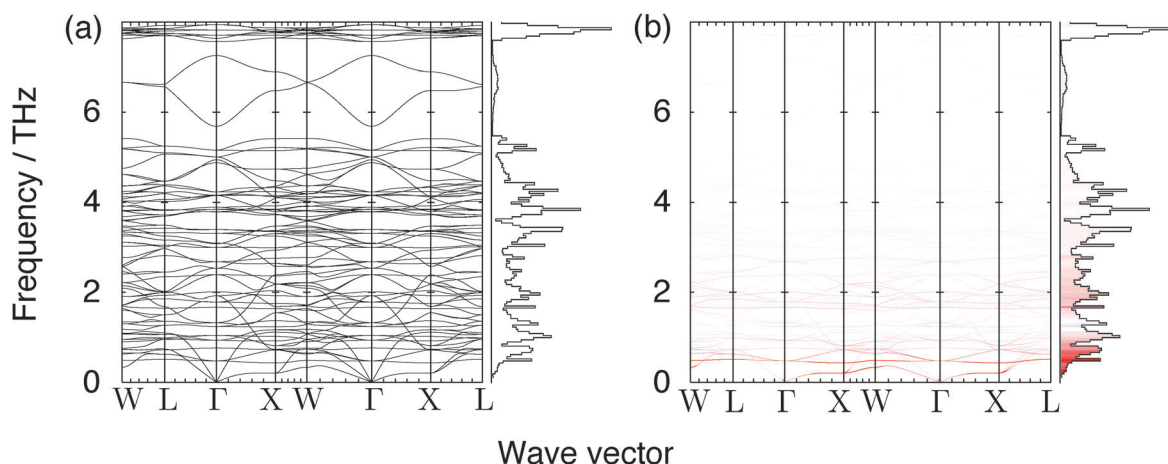 (a)
(b)
Frequency / THz
6
4
2
0
W L Γ X W Γ X L
6
4
2
0
W L Γ X W Γ X L
Wave vector